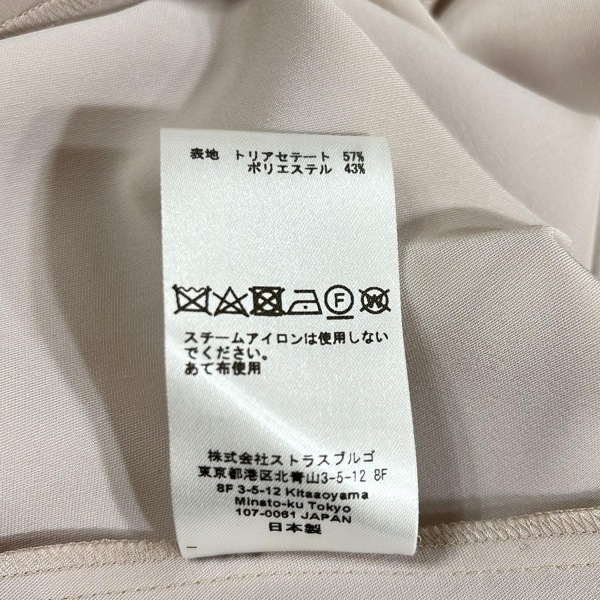 表地 トリアセテート 57%
ポリエステル 43%
F W
スチームアイロンは使用しない
でください。
あて布使用
株式会社ストラスブルゴ
東京都港区北青山3-5-12 8F
8F 3-5-12 Kitaaoyama
Minato-ku Tokyo
107-0061 JAPAN
日本製